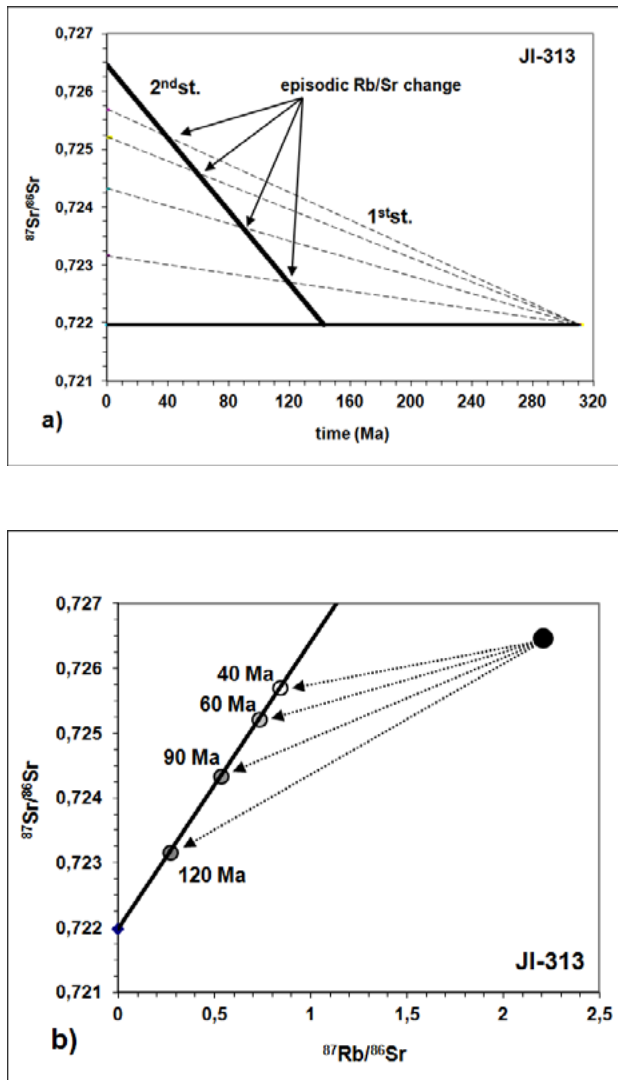 0,727
JI-313
0,726
2ndst.
episodic Rb/Sr change
0,725
0,724
87Sr/86Sr
1stst.
0,723
0,722
0,721
0 40 80 120 160 200 240 280 320
a)
time (Ma)
0,727
0,726
40 Ma
60 Ma
0,725
90 Ma
0,724
87Sr/86Sr
0,723
120 Ma
0,722
JI-313
0,721
0 0,5 1 1,5 2 2,5
b)
87Rb/86Sr